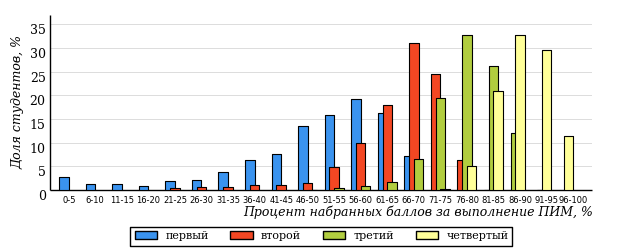 Доля студентов, %
35
30
25
20
15
10
5
0
0-5 6-10 11-15 16-20 21-25 26-30 31-35 36-40 41-45 46-50 51-55 56-60 61-65 66-70 71-75 76-80 81-85 86-90 91-95 96-100
Процент набранных баллов за выполнение ПИМ, %
первый второй третий четвертый